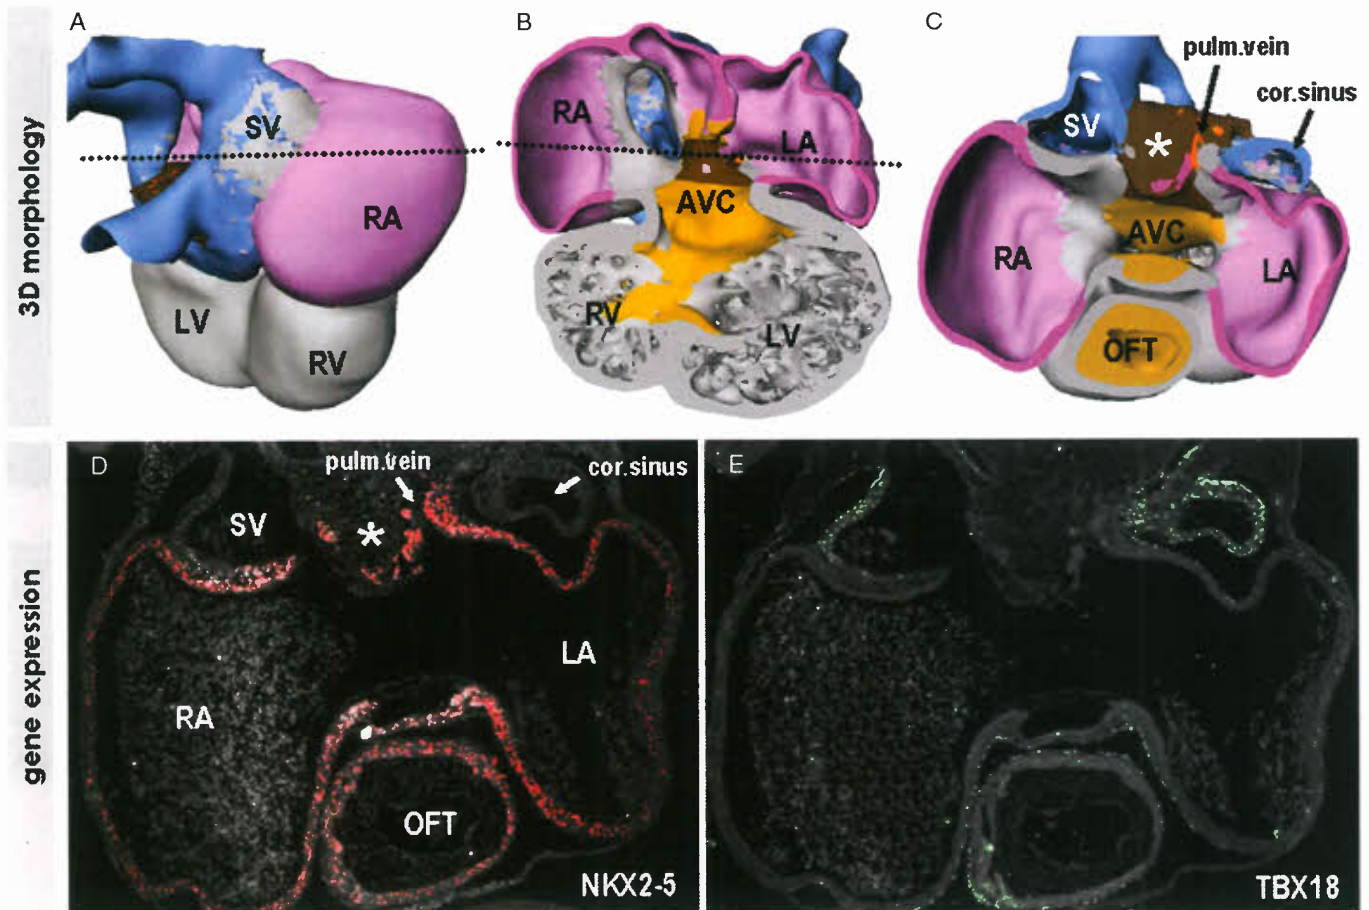 3D morphology
A
SV
RA
LV
RV
B
RA
LA
AVC
RV
LV
C
pulm.vein
cor.sinus
SV
*
AVC
RA
LA
OFT
gene expression
D
pulm.vein
cor.sinus
SV
*
LA
RA
OFT
NKX2-5
E
TBX18